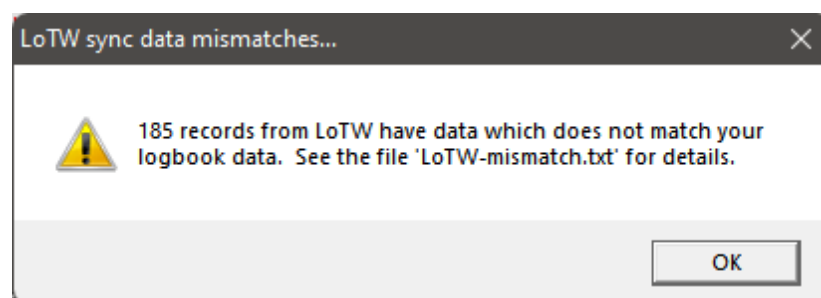 LoTW sync data mismatches...
185 records from LoTW have data which does not match your
logbook data.  See the file 'LoTW-mismatch.txt' for details.
OK